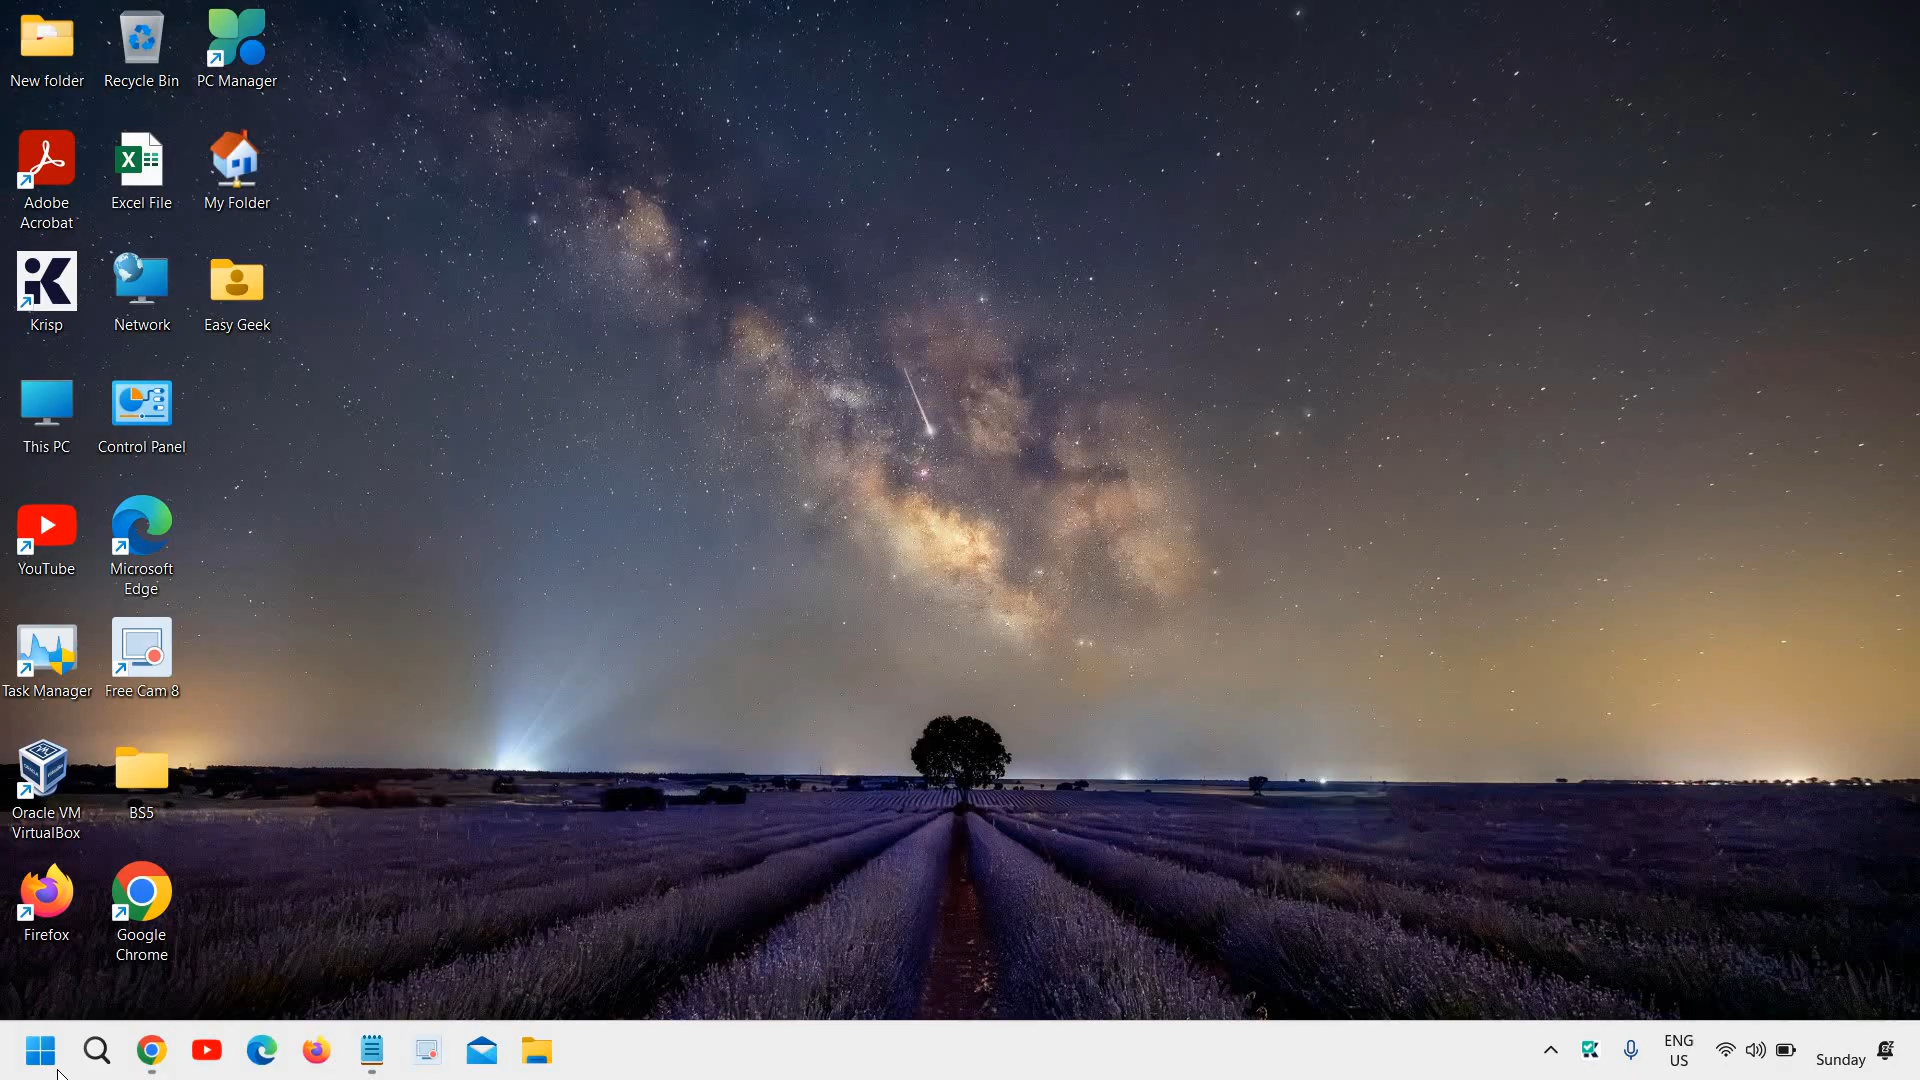 New folder
Recycle Bin
PC Manager
Adobe
Acrobat
Excel File
My Folder
Krisp
Network
Easy Geek
This PC
Control Panel
YouTube
Microsoft
Edge
Task Manager
Free Cam 8
Oracle VM
VirtualBox
BS5
Firefox
Google
Chrome
ENG
US
Sunday